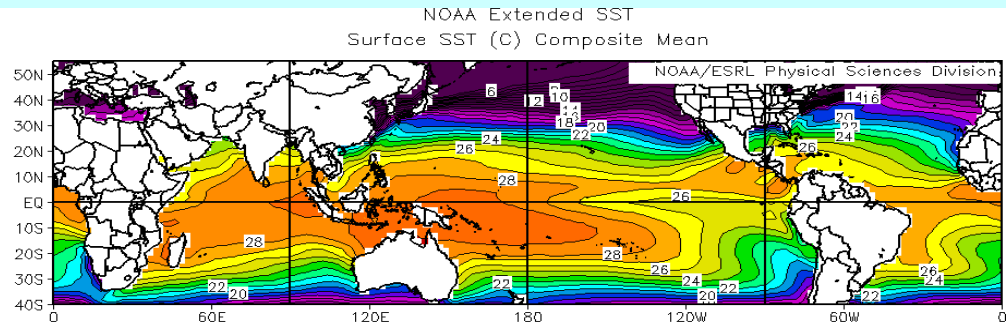 NOAA Extended SST
Surface SST (C) Composite Mean
NOAA/ESRL Physical Sciences Division
50N
40N
30N
20N
10N
EQ
10S
20S
30S
40S
6 12 10 18 22 20 24 26 28
14 16 20 22 24 26
26 28
28 22 20
22 26 24 22 20
26 24 22
0 60E 120E 180 120W 60W 0